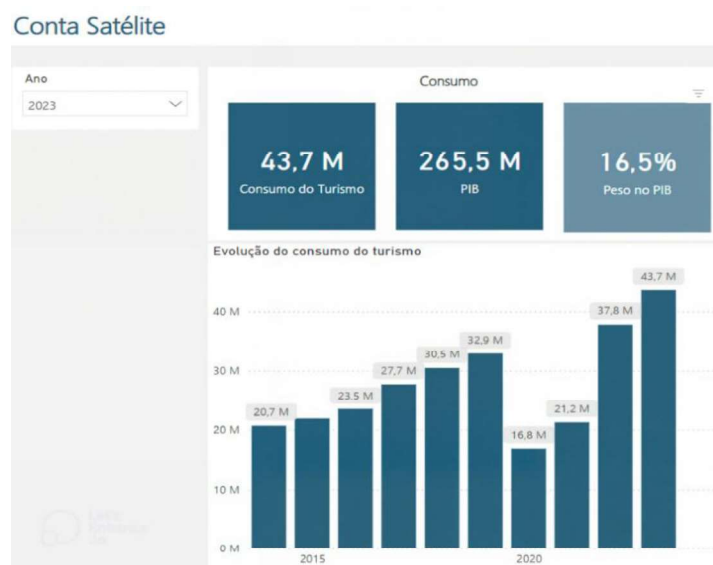 Conta Satélite
Ano
2023
Consumo
43,7 M
Consumo do Turismo
265,5 M
PIB
16,5%
Peso no PIB
Evolução do consumo do turismo
43,7 M
40 M
37,8 M
32,9 M
30,5 M
30 M
27,7 M
23.5 M
20,7 M
21,2 M
20 M
16,8 M
10 M
0 M
2015
2020